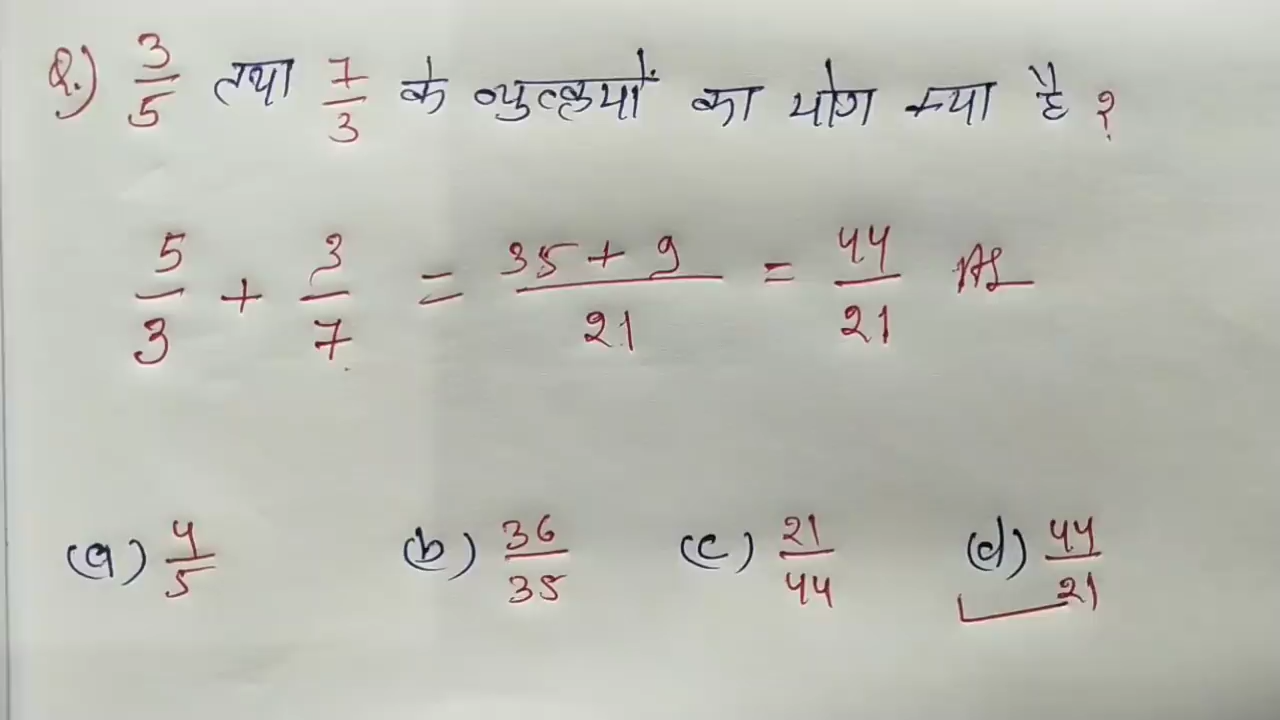 Q.) 3/5 तथा 7/3 के व्युत्क्रमों का योग क्या है ?
5/3 + 3/7 = (35 + 9)/21 = 44/21 As
(a) 4/5 (b) 36/35 (c) 21/44 (d) 44/21